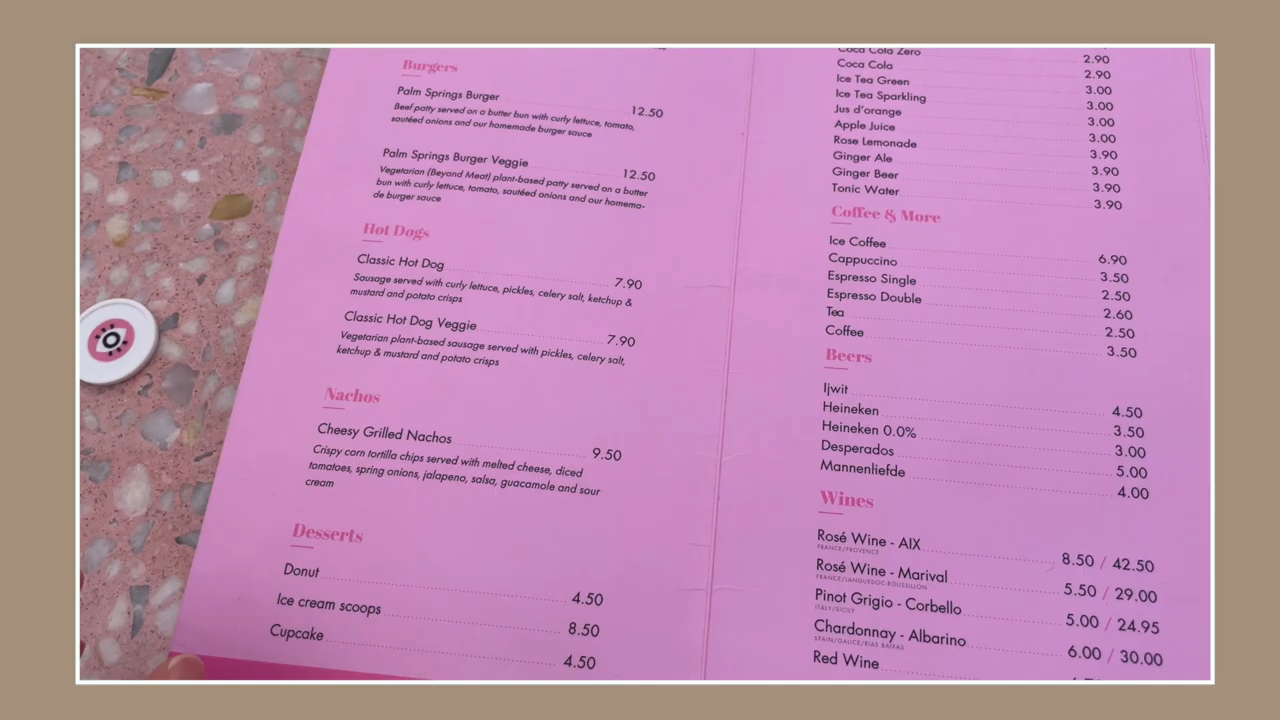 Burgers
Palm Springs Burger 12.50
Beef patty served on a butter bun with curly lettuce, tomato,
sautéed onions and our homemade burger sauce
Palm Springs Burger Veggie 12.50
Vegetarian (Beyond Meat) plant-based patty served on a butter
bun with curly lettuce, tomato, sautéed onions and our homema-
de burger sauce
Hot Dogs
Classic Hot Dog 7.90
Sausage served with curly lettuce, pickles, celery salt, ketchup &
mustard and potato crisps
Classic Hot Dog Veggie 7.90
Vegetarian plant-based sausage served with pickles, celery salt,
ketchup & mustard and potato crisps
Nachos
Cheesy Grilled Nachos 9.50
Crispy corn tortilla chips served with melted cheese, diced
tomatoes, spring onions, jalapeno, salsa, guacamole and sour
cream
Desserts
Donut 4.50
Ice cream scoops 8.50
Cupcake 4.50
Coca Cola Zero 2.90
Coca Cola 2.90
Ice Tea Green 3.00
Ice Tea Sparkling 3.00
Jus d'orange 3.00
Apple Juice 3.00
Rose Lemonade 3.90
Ginger Ale 3.90
Ginger Beer 3.90
Tonic Water 3.90
Coffee & More
Ice Coffee 6.90
Cappuccino 3.50
Espresso Single 2.50
Espresso Double 2.60
Tea 2.50
Coffee 3.50
Beers
Ijwit 4.50
Heineken 3.50
Heineken 0.0% 3.00
Desperados 5.00
Mannenliefde 4.00
Wines
Rosé Wine - AIX 8.50 / 42.50
FRANCE/PROVENCE
Rosé Wine - Marival 5.50 / 29.00
FRANCE/LANGUEDOC-ROUSSILLON
Pinot Grigio - Corbello 5.00 / 24.95
ITALY/SICILY
Chardonnay - Albarino 6.00 / 30.00
SPAIN/GALICE/RIAS BAIXAS
Red Wine